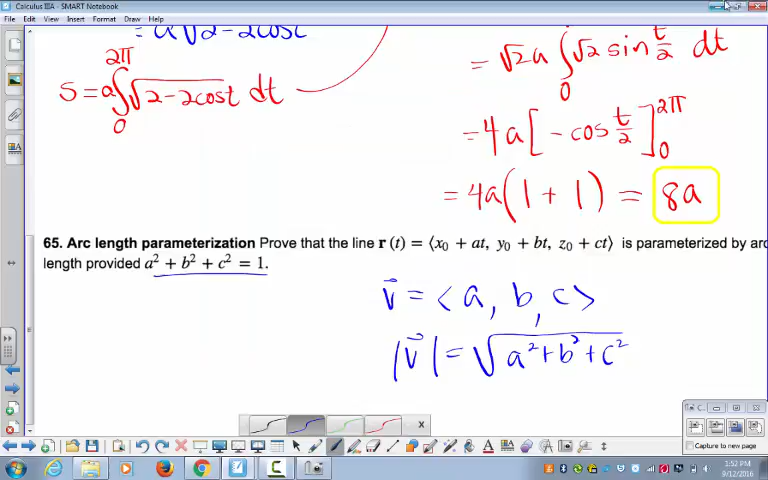 Calculus IIIA - SMART Notebook
File Edit View Insert Format Draw Help
= a√2-2cost
S = a∫₀^2π √2-2cost dt
= √2a ∫₀ √2 sin t/2 dt
= 4a[-cos t/2]₀^2π
= 4a(1 + 1) = 8a
65. Arc length parameterization Prove that the line r (t) = ⟨x₀ + at, y₀ + bt, z₀ + ct⟩ is parameterized by arc
length provided a² + b² + c² = 1.
v⃗ = <a, b, c>
|v⃗| = √a²+b²+c²
Capture to new page
1:52 PM
9/12/2016